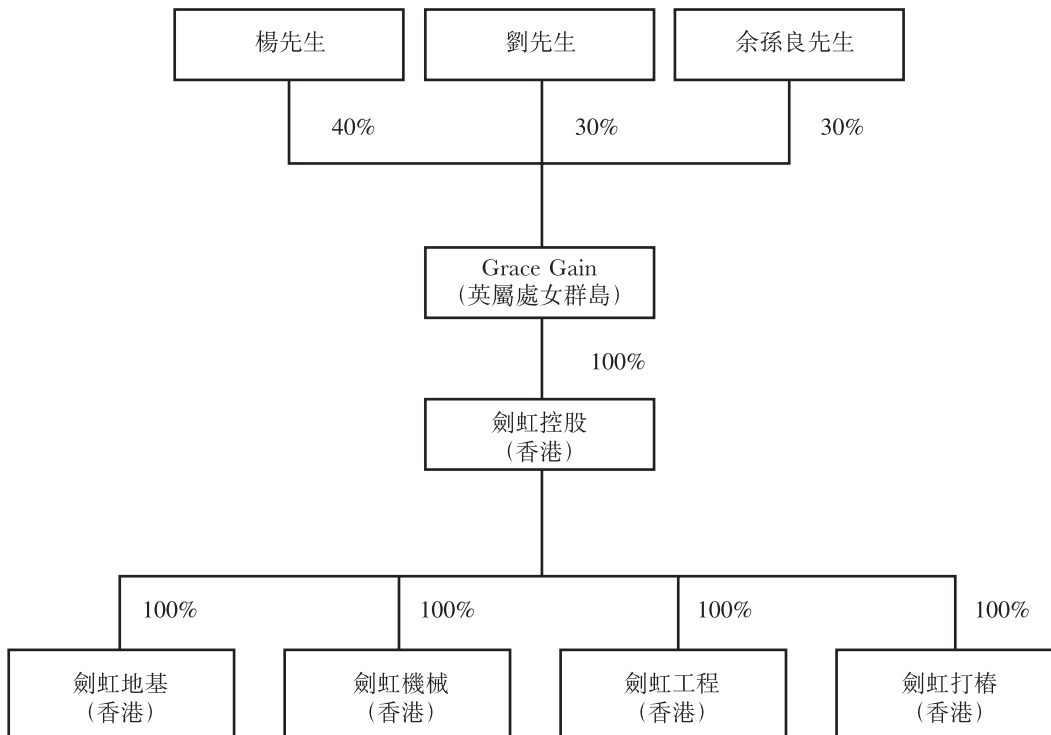 楊先生
劉先生
余孫良先生
40%
30%
30%
Grace Gain
(英屬處女群島)
100%
劍虹控股
(香港)
100%
100%
100%
100%
劍虹地基
(香港)
劍虹機械
(香港)
劍虹工程
(香港)
劍虹打樁
(香港)